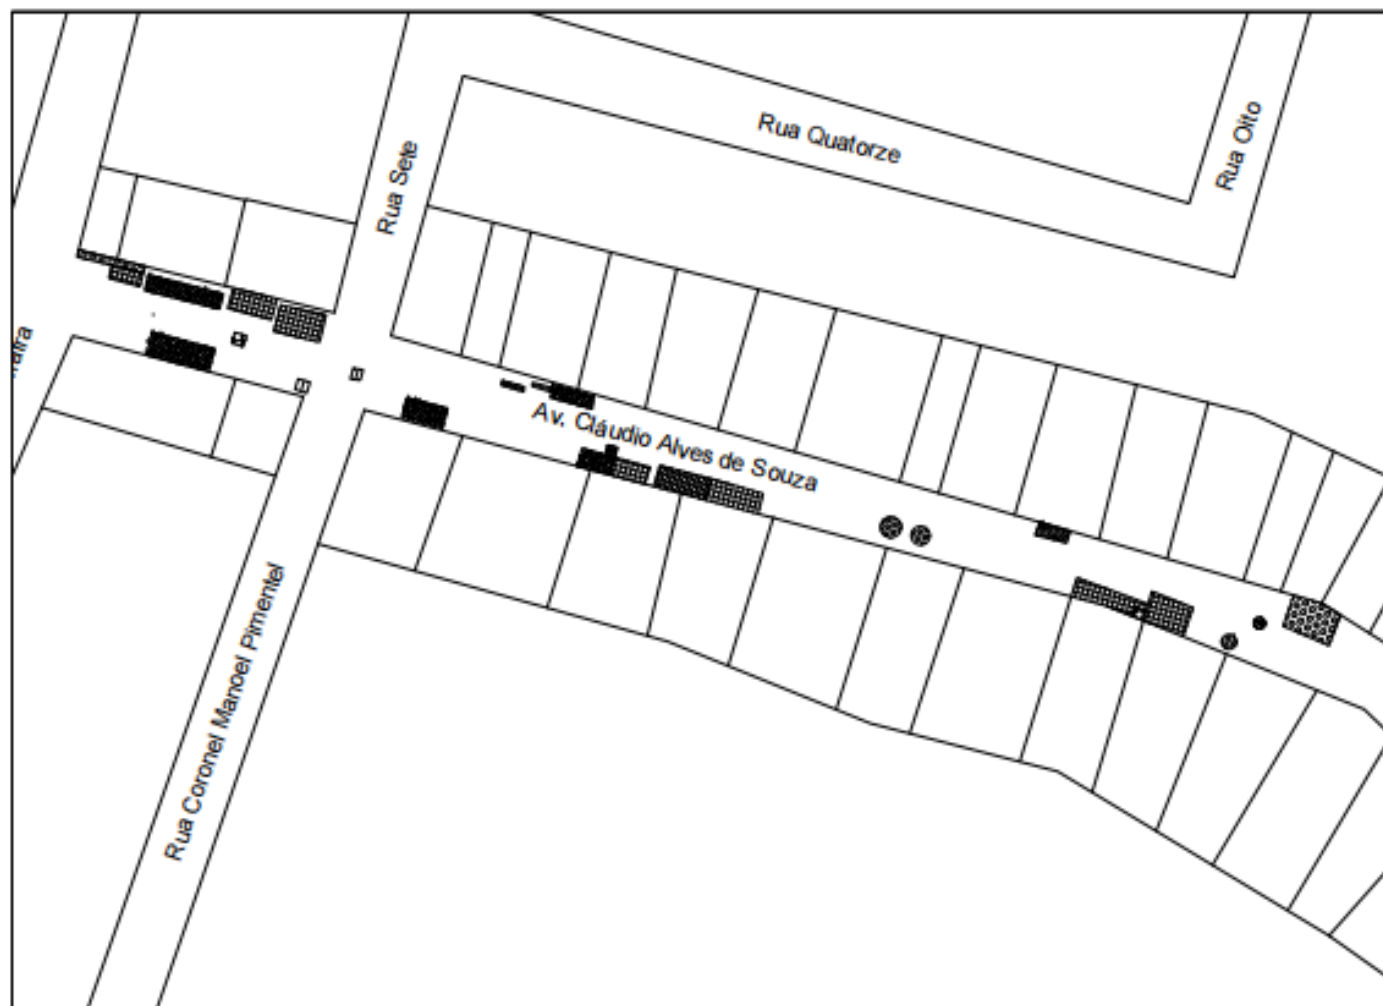 Rua Quatorze
Rua Oito
Rua Sete
Av. Cláudio Alves de Souza
Rua Coronel Manoel Pimentel